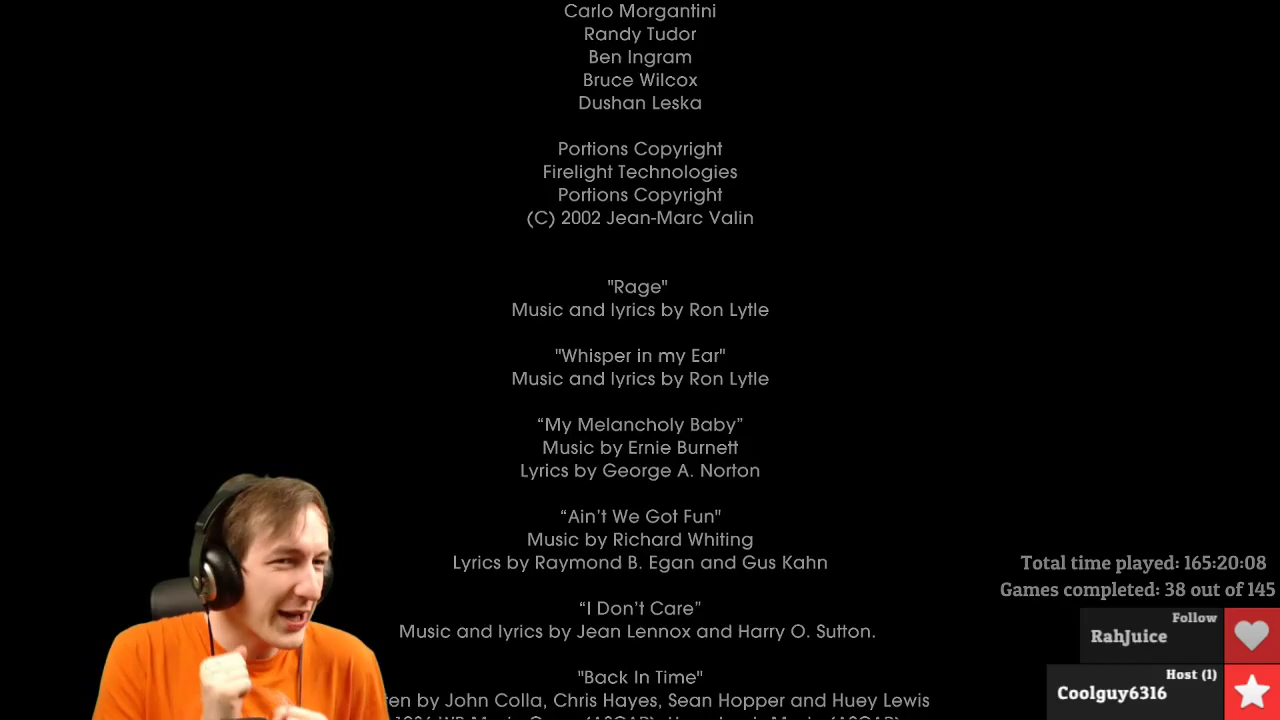 Carlo Morgantini
Randy Tudor
Ben Ingram
Bruce Wilcox
Dushan Leska
Portions Copyright
Firelight Technologies
Portions Copyright
(C) 2002 Jean-Marc Valin
"Rage"
Music and lyrics by Ron Lytle
"Whisper in my Ear"
Music and lyrics by Ron Lytle
“My Melancholy Baby”
Music by Ernie Burnett
Lyrics by George A. Norton
“Ain’t We Got Fun"
Music by Richard Whiting
Lyrics by Raymond B. Egan and Gus Kahn
“I Don’t Care”
Music and lyrics by Jean Lennox and Harry O. Sutton.
"Back In Time"
ten by John Colla, Chris Hayes, Sean Hopper and Huey Lewis
Total time played: 165:20:08
Games completed: 38 out of 145
Follow
RahJuice
Host (1)
Coolguy6316